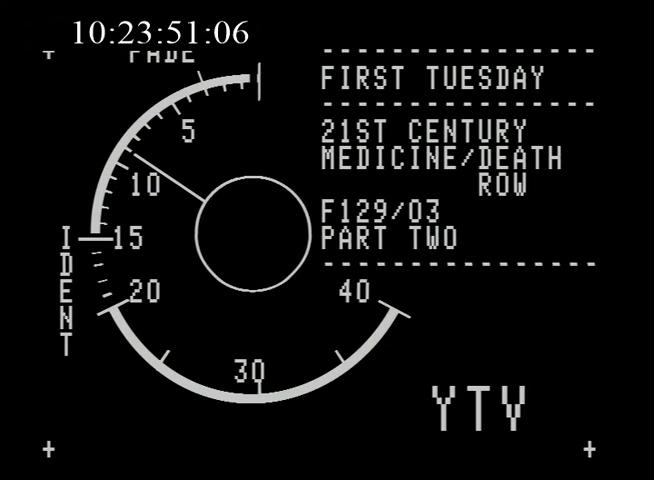 10:23:51:06
FADE
FIRST TUESDAY
21ST CENTURY
MEDICINE/DEATH
ROW
F129/03
PART TWO
5
10
15
20
30
40
IDENT
YTV